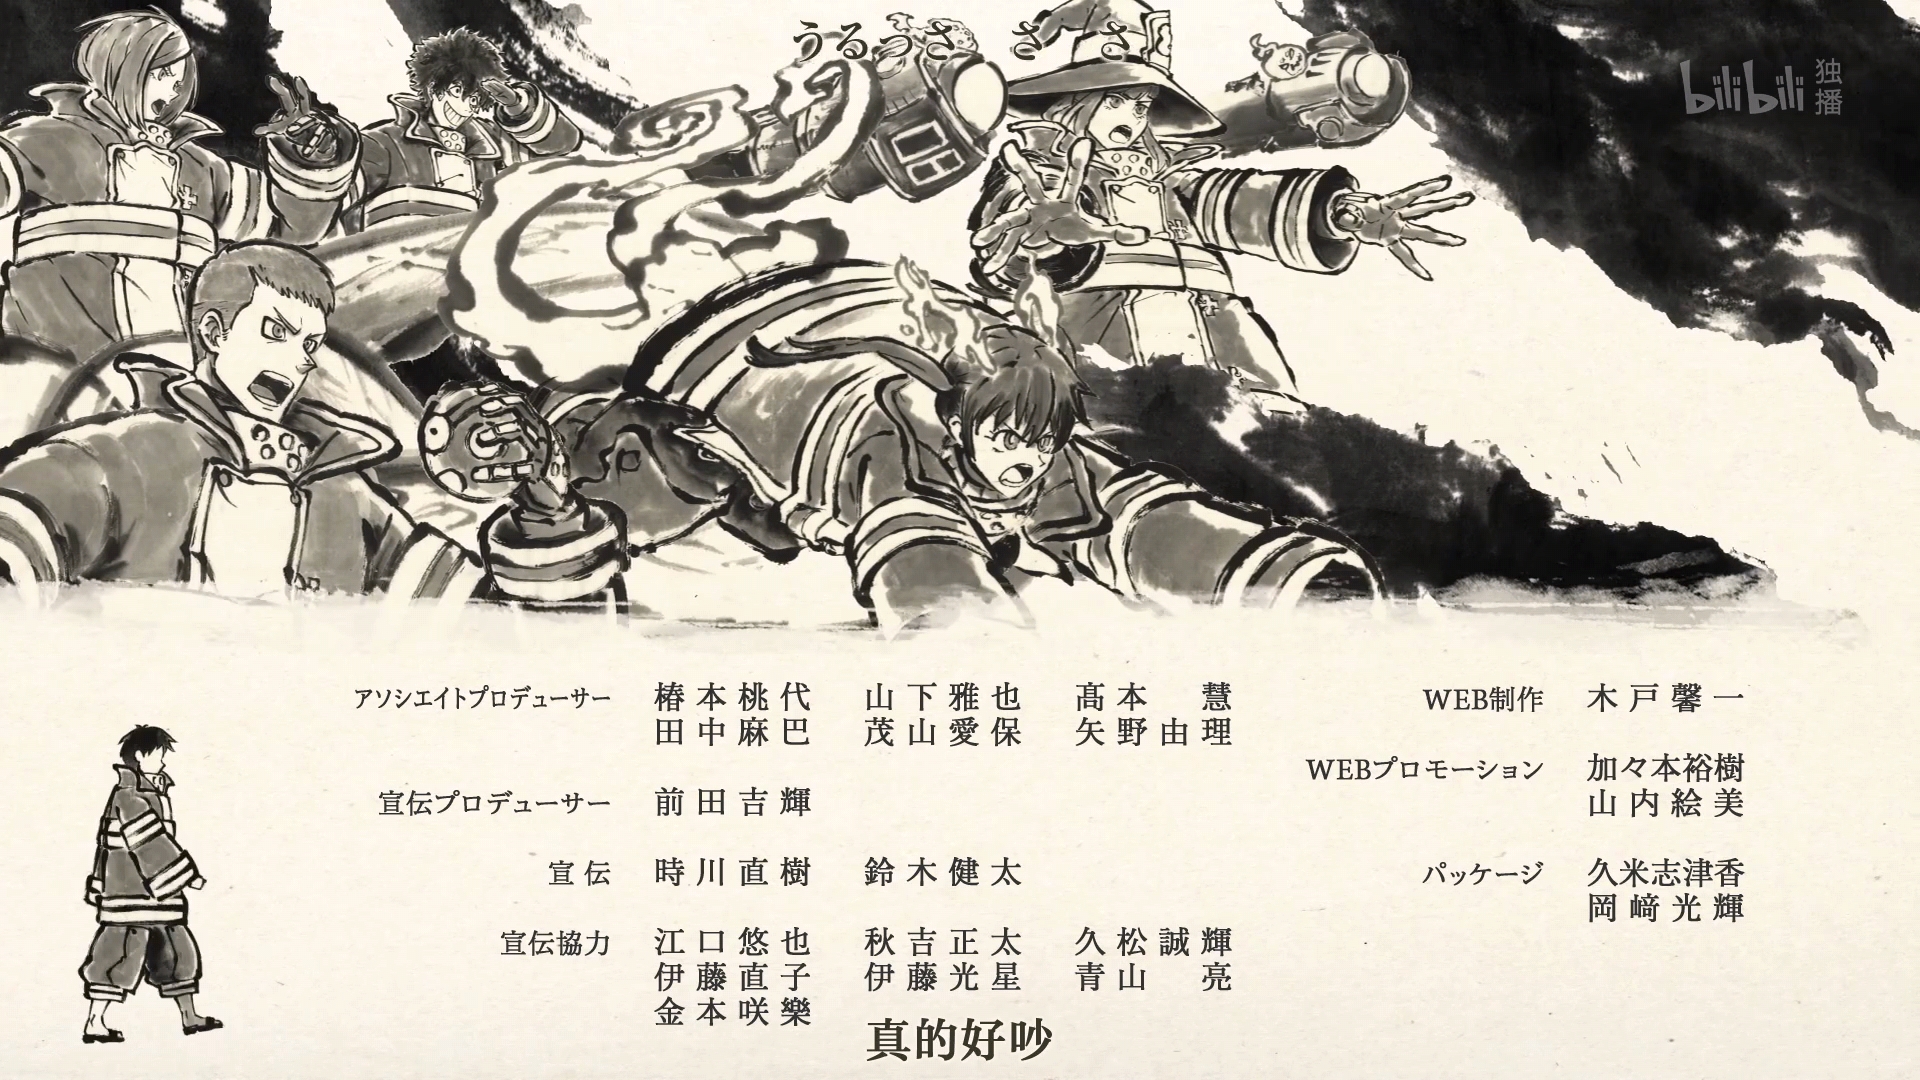 うるっさ　さ　さ
bilibili 独播
アソシエイトプロデューサー 椿本桃代 山下雅也 髙本慧
田中麻巴 茂山愛保 矢野由理
宣伝プロデューサー 前田吉輝
宣伝 時川直樹 鈴木健太
宣伝協力 江口悠也 秋吉正太 久松誠輝
伊藤直子 伊藤光星 青山亮
金本咲樂
WEB制作 木戸馨一
WEBプロモーション 加々本裕樹
山内絵美
パッケージ 久米志津香
岡﨑光輝
真的好吵